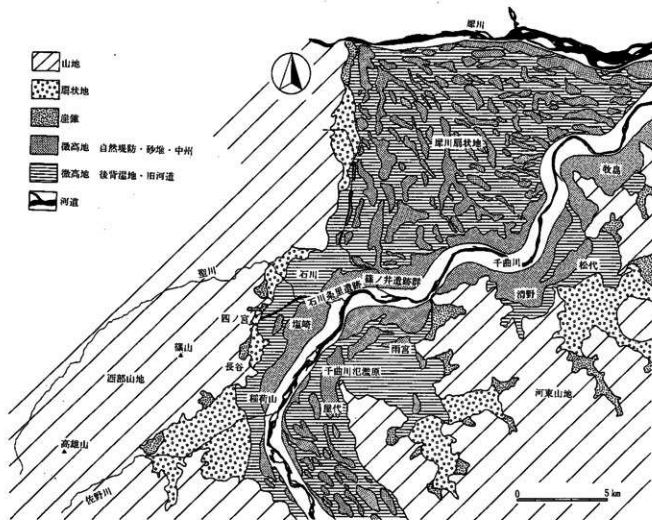 山地
扇状地
崖錐
微高地 自然堤防・砂堆・中州
微高地 後背湿地・旧河道
河道
犀川
犀川扇状地
牧島
千曲川
松代
清野
聖川
石川
篠ノ井遺跡群
石川条里遺跡
四ノ宮
塩崎
篠山
長谷
雨宮
西部山地
千曲川氾濫原
河東山地
稲荷山
屋代
高雄山
佐野川
0 5㎞